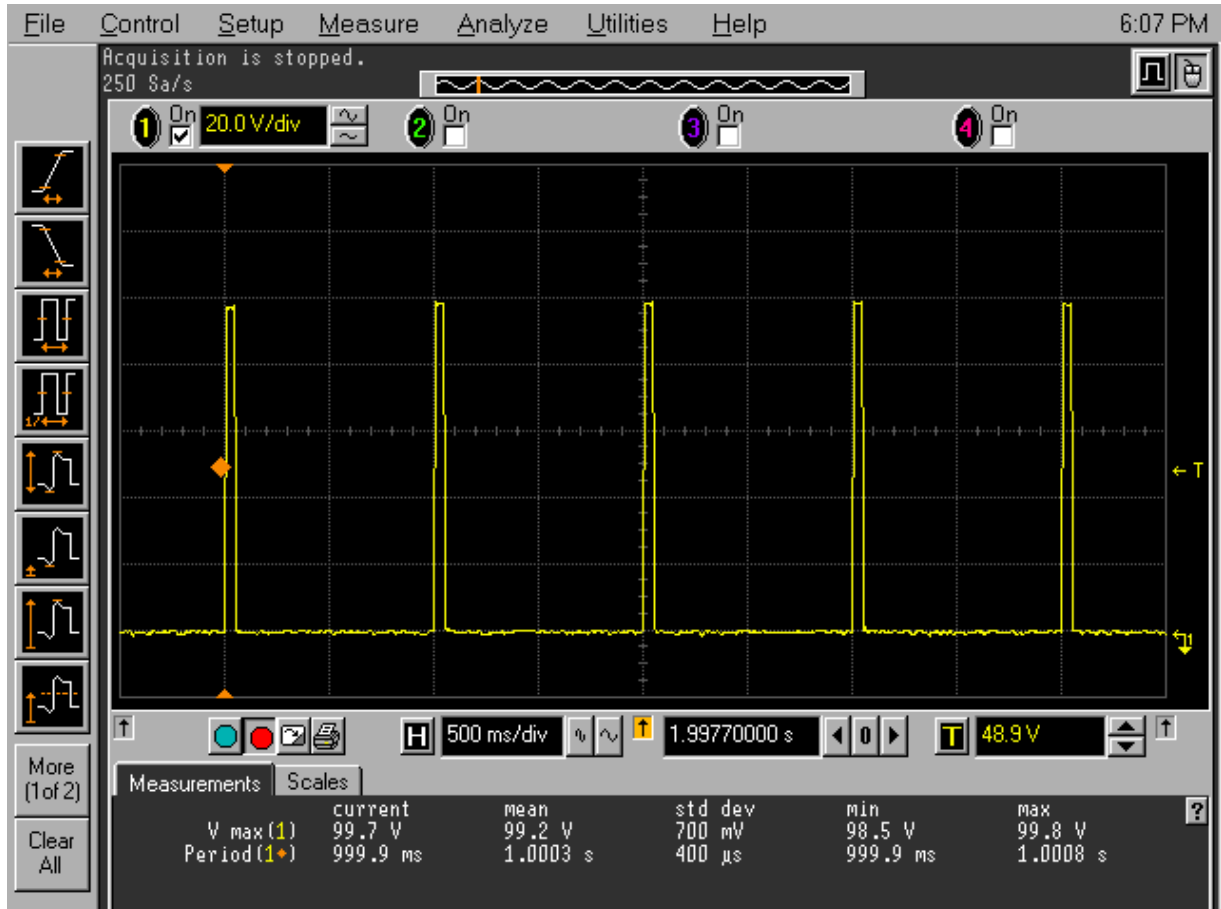 File Control Setup Measure Analyze Utilities Help 6:07 PM
Acquisition is stopped.
250 Sa/s
1 On 20.0 V/div 2 On 3 On 4 On
T
1
H 500 ms/div 1.99770000 s 0 T 48.9 V
More
(1 of 2)
Clear
All
Measurements Scales
current mean std dev min max ?
V max(1) 99.7 V 99.2 V 700 mV 98.5 V 99.8 V
Period(1♦) 999.9 ms 1.0003 s 400 µs 999.9 ms 1.0008 s